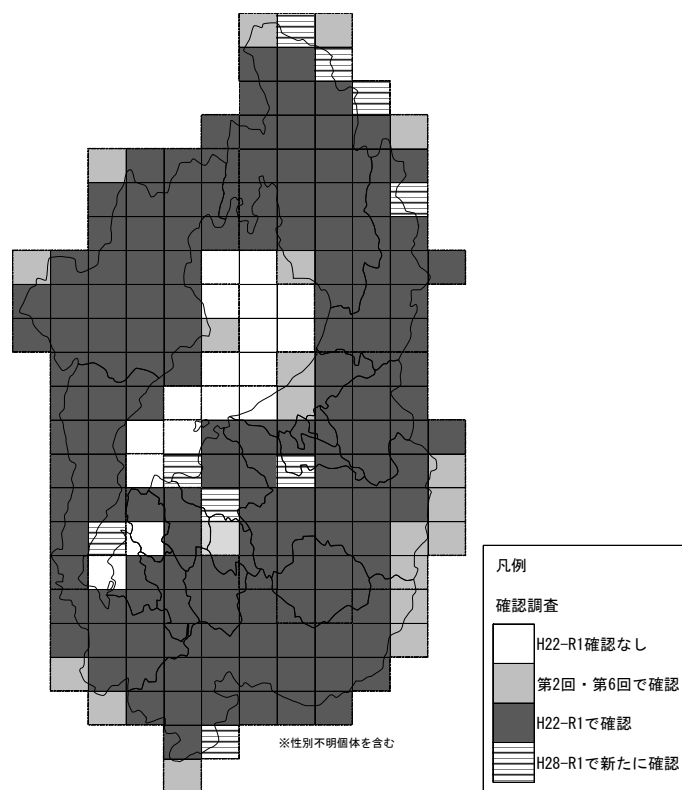 ※性別不明個体を含む
凡例
確認調査
H22-R1確認なし
第2回・第6回で確認
H22-R1で確認
H28-R1で新たに確認